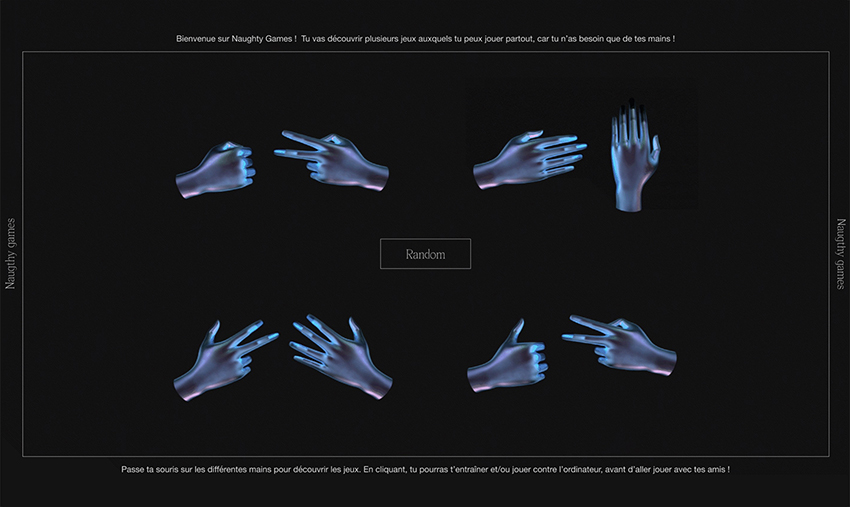 Bienvenue sur Naughty Games ! Tu vas découvrir plusieurs jeux auxquels tu peux jouer partout, car tu n'as besoin que de tes mains !
Naugthy games
Random
Naugthy games
Passe ta souris sur les différentes mains pour découvrir les jeux. En cliquant, tu pourras t'entraîner et/ou jouer contre l'ordinateur, avant d'aller jouer avec tes amis !